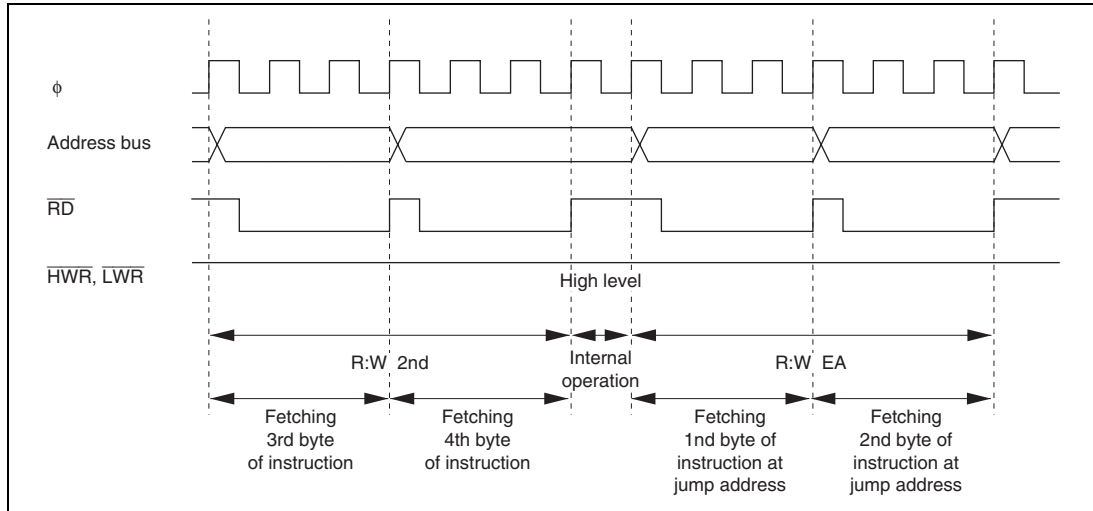 ϕ
Address bus
RD
HWR, LWR
High level
R:W 2nd
Internal
operation
R:W EA
Fetching
3rd byte
of instruction
Fetching
4th byte
of instruction
Fetching
1nd byte of
instruction at
jump address
Fetching
2nd byte of
instruction at
jump address